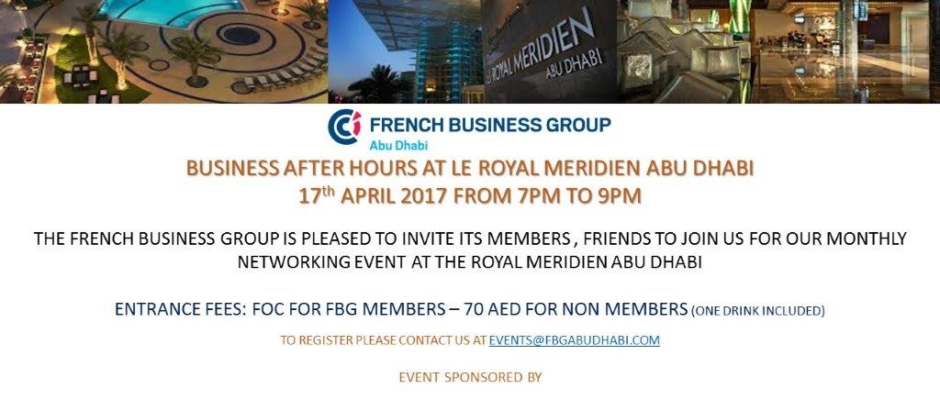 LE ROYAL MERIDIEN
ABU DHABI
FRENCH BUSINESS GROUP
Abu Dhabi
BUSINESS AFTER HOURS AT LE ROYAL MERIDIEN ABU DHABI
17th APRIL 2017 FROM 7PM TO 9PM
THE FRENCH BUSINESS GROUP IS PLEASED TO INVITE ITS MEMBERS , FRIENDS TO JOIN US FOR OUR MONTHLY
NETWORKING EVENT AT THE ROYAL MERIDIEN ABU DHABI
ENTRANCE FEES: FOC FOR FBG MEMBERS – 70 AED FOR NON MEMBERS (ONE DRINK INCLUDED)
TO REGISTER PLEASE CONTACT US AT EVENTS@FBGABUDHABI.COM
EVENT SPONSORED BY